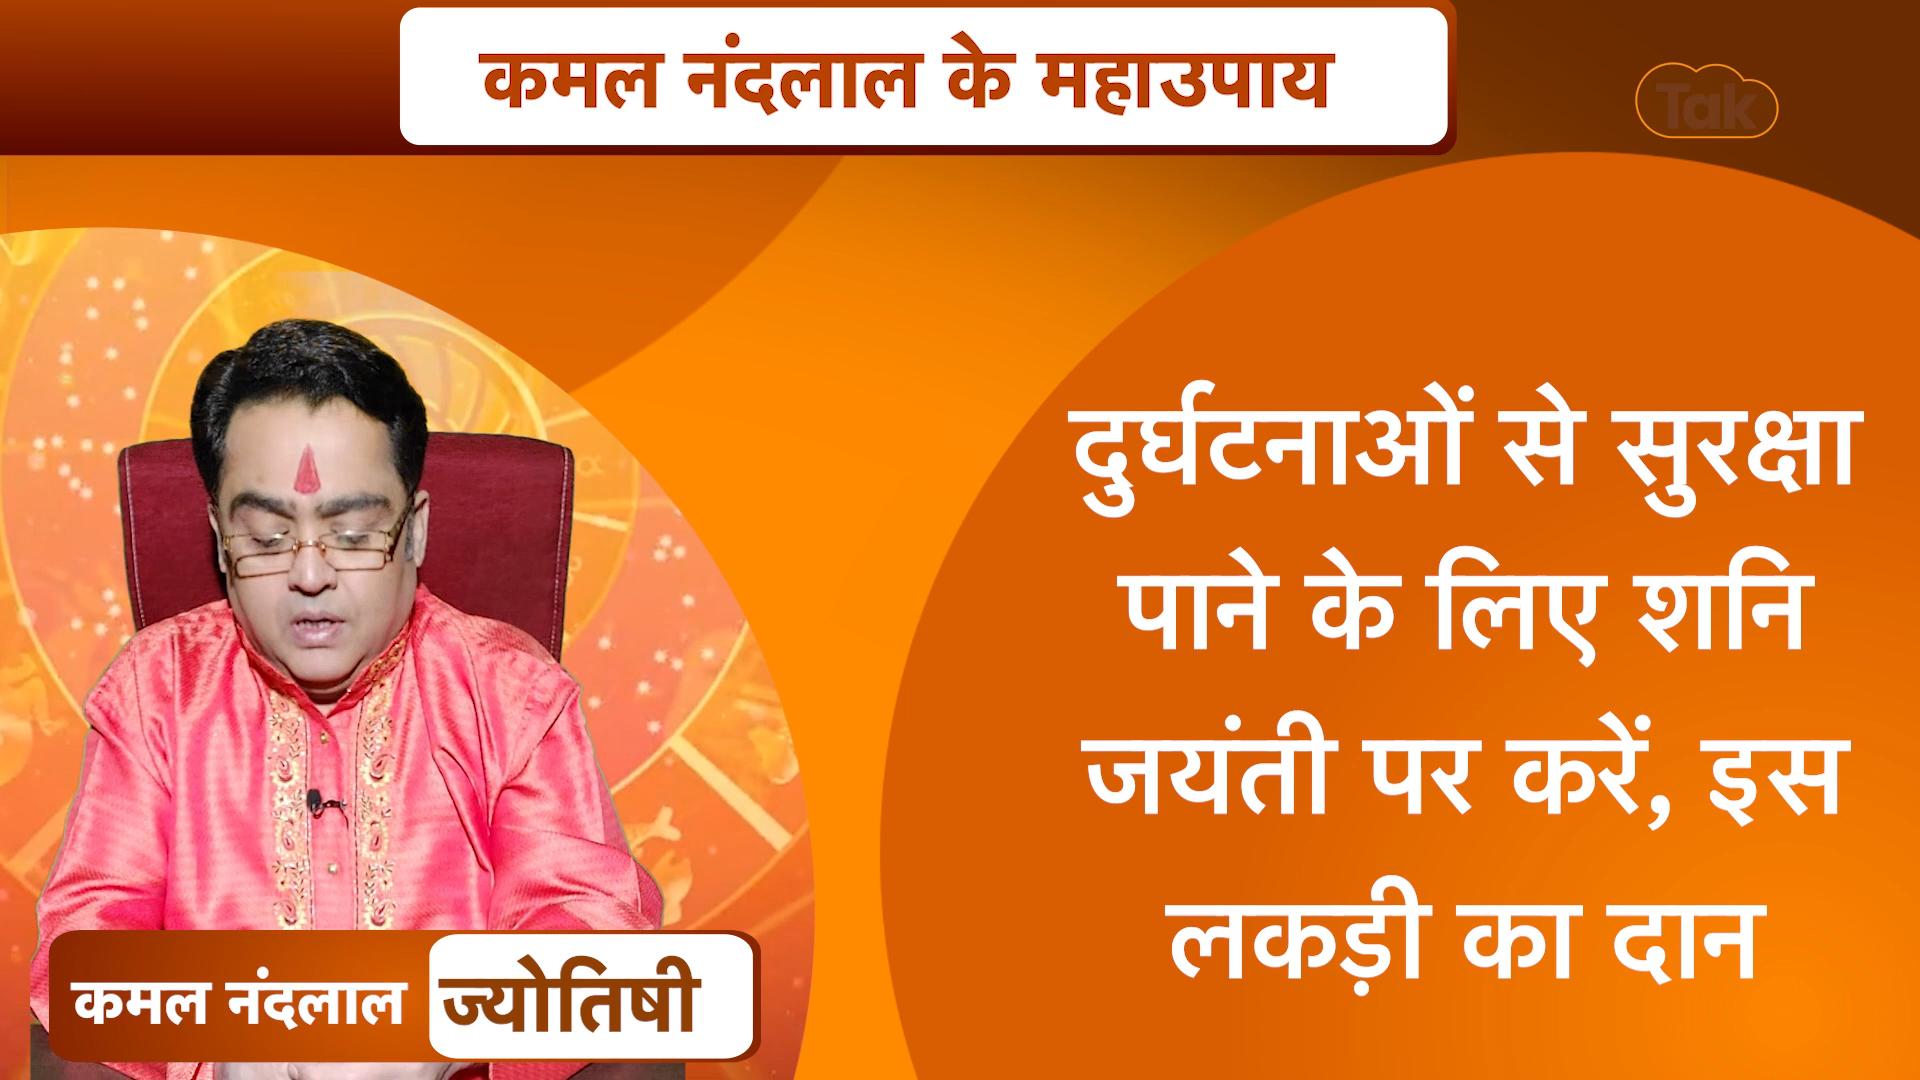 कमल नंदलाल के महाउपाय
Tak
दुर्घटनाओं से सुरक्षा
पाने के लिए शनि
जयंती पर करें, इस
लकड़ी का दान
कमल नंदलाल ज्योतिषी